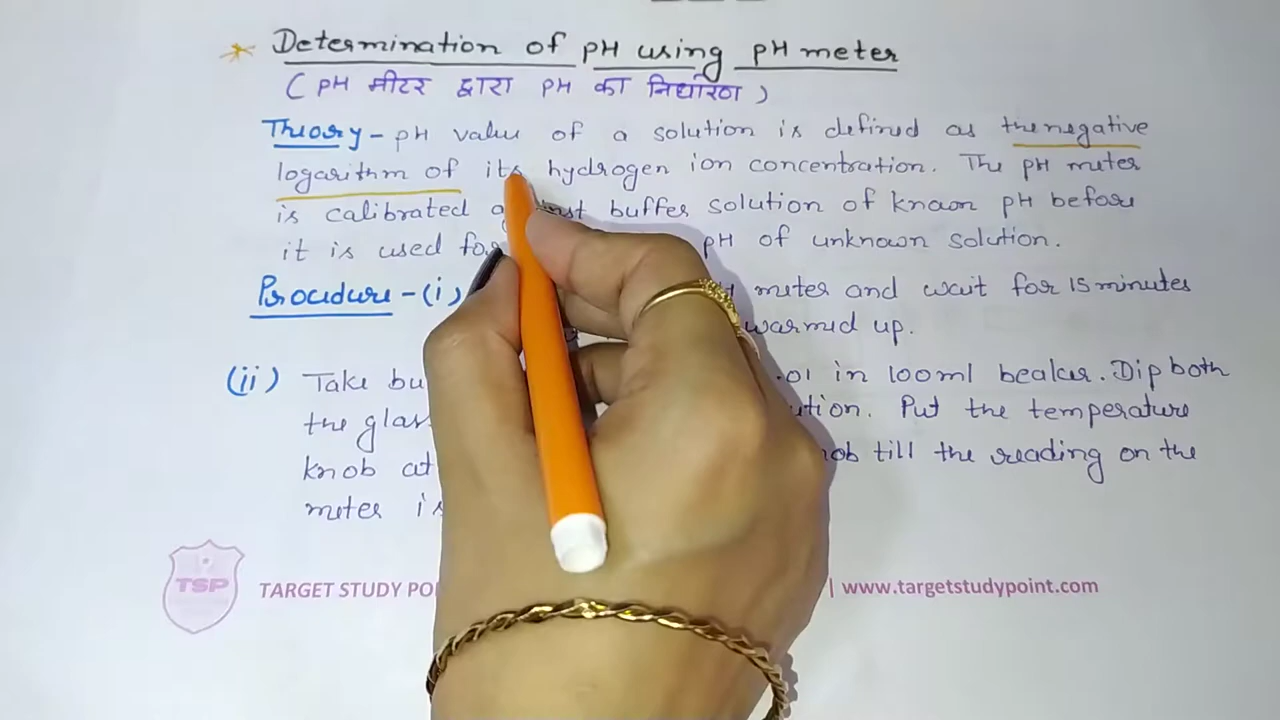 Determination of pH using pH meter
(PH मीटर द्वारा PH का निर्धारण)
Theory - pH value of a solution is defined as the negative
logarithm of its hydrogen ion concentration. The pH meter
is calibrated buffer solution of known pH before
it is used for pH of unknown solution.
Procedure - (i) meter and wait for 15 minutes
warmed up.
(ii) Take in 100ml beaker. Dip both
the Put the temperature
knob at till the reading on the
meter
TSP
TARGET STUDY | www.targetstudypoint.com